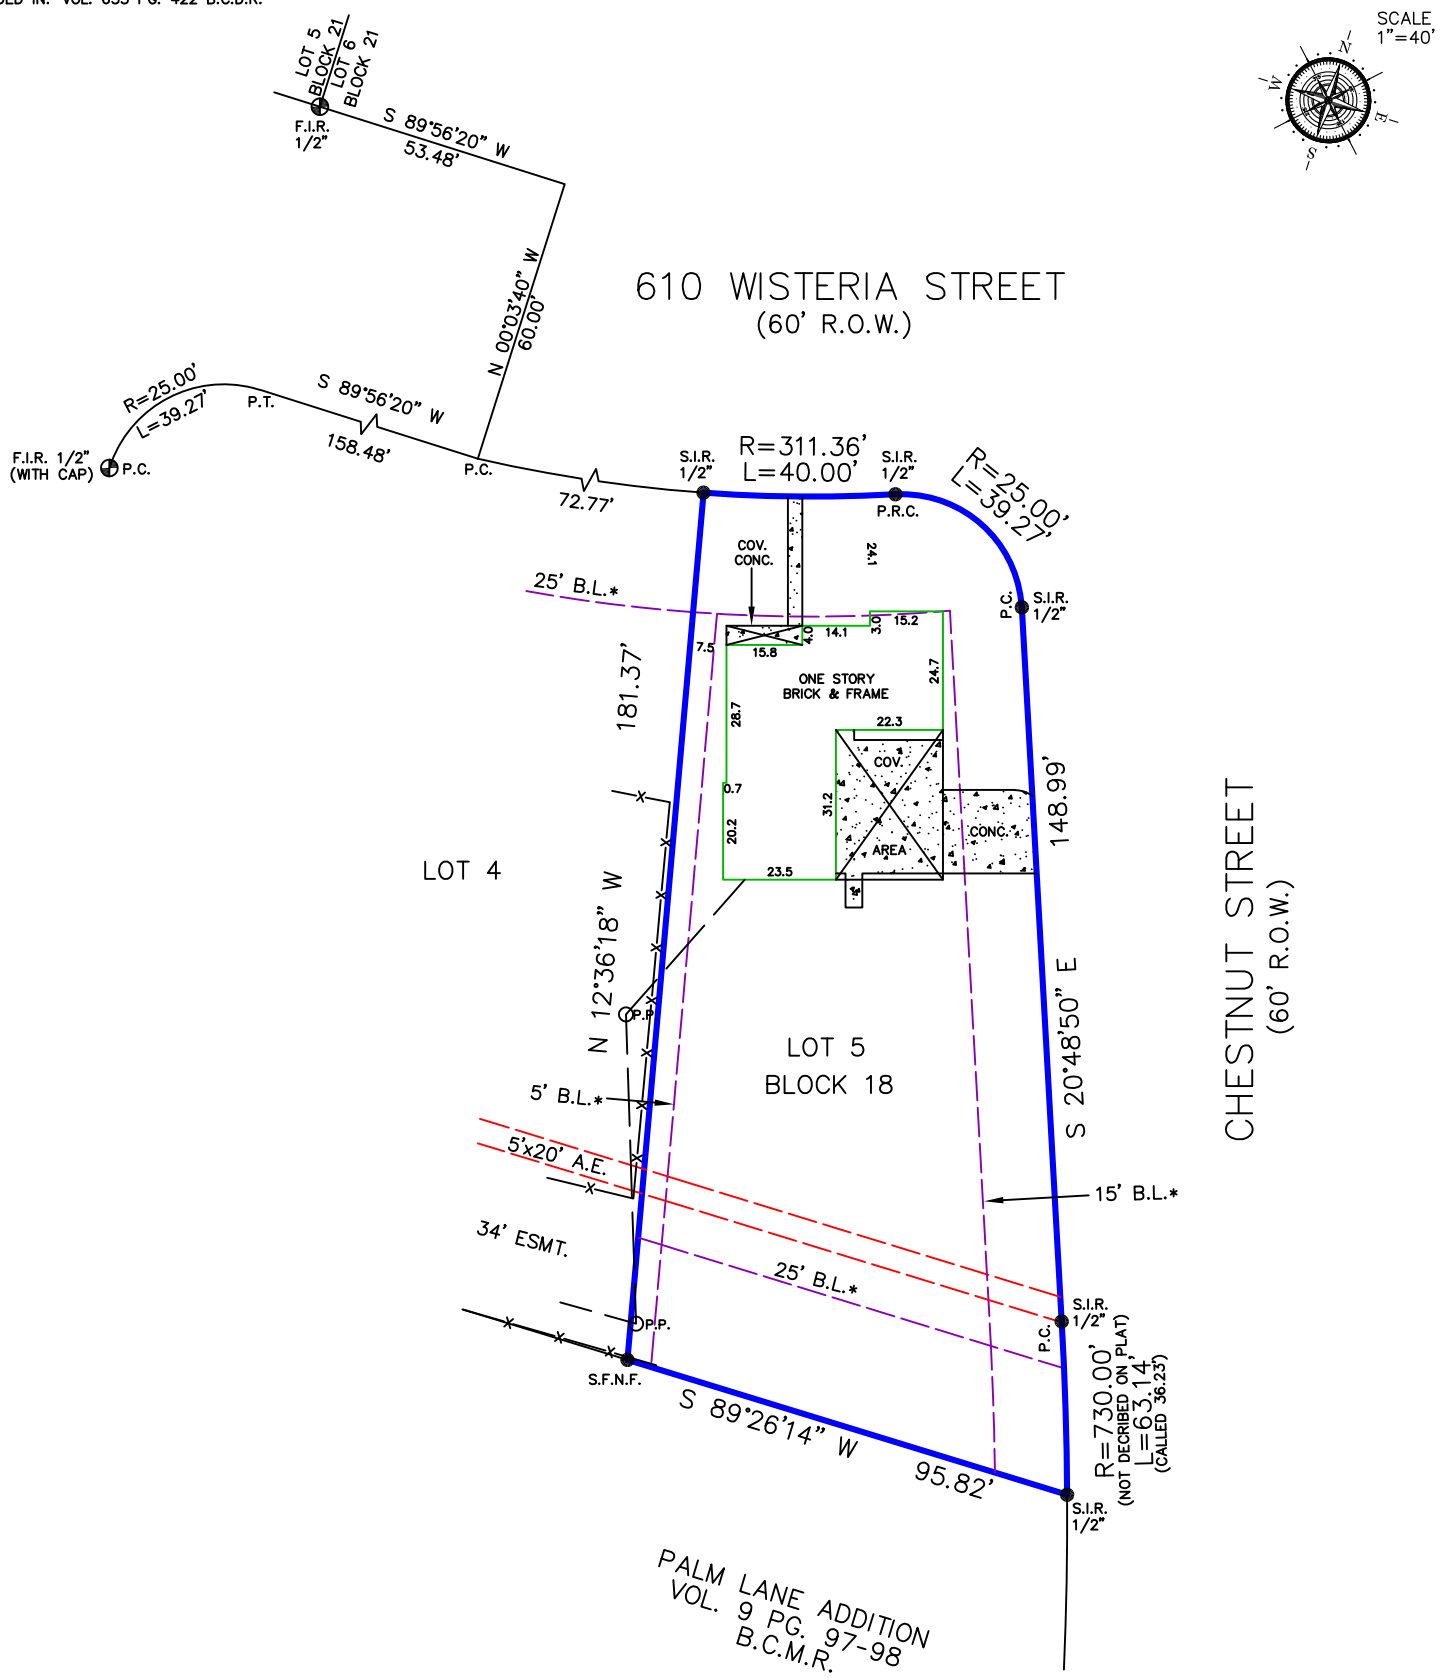 VOL. 655 PG. 422 B.C.D.R.
SCALE
1"=40'
N
W
E
S
LOT 5
BLOCK 21
LOT 6
BLOCK 21
F.I.R.
1/2"
S 89°56'20" W
53.48'
N 00°03'40" W
60.00'
610 WISTERIA STREET
(60' R.O.W.)
R=25.00'
L=39.27'
P.T.
S 89°56'20" W
158.48'
F.I.R. 1/2"
(WITH CAP)
P.C.
P.C.
72.77'
S.I.R.
1/2"
R=311.36'
L=40.00'
S.I.R.
1/2"
P.R.C.
R=25.00'
L=39.27'
COV.
CONC.
24.1
25' B.L.*
P.C.
S.I.R.
1/2"
7.5
15.8
4.0
14.1
3.0
15.2
ONE STORY
BRICK & FRAME
24.7
181.37'
28.7
22.3
COV.
0.7
31.2
20.2
AREA
CONC.
148.99'
23.5
LOT 4
N 12°36'18" W
P.P.
LOT 5
BLOCK 18
S 20°48'50" E
CHESTNUT STREET
(60' R.O.W.)
5' B.L.*
5'x20' A.E.
15' B.L.*
34' ESMT.
25' B.L.*
P.P.
S.I.R.
1/2"
P.C.
S.F.N.F.
S 89°26'14" W
95.82'
R=730.00'
(NOT DECRIBED ON PLAT)
L=63.14'
(CALLED 36.23')
S.I.R.
1/2"
PALM LANE ADDITION
VOL. 9 PG. 97-98
B.C.M.R.